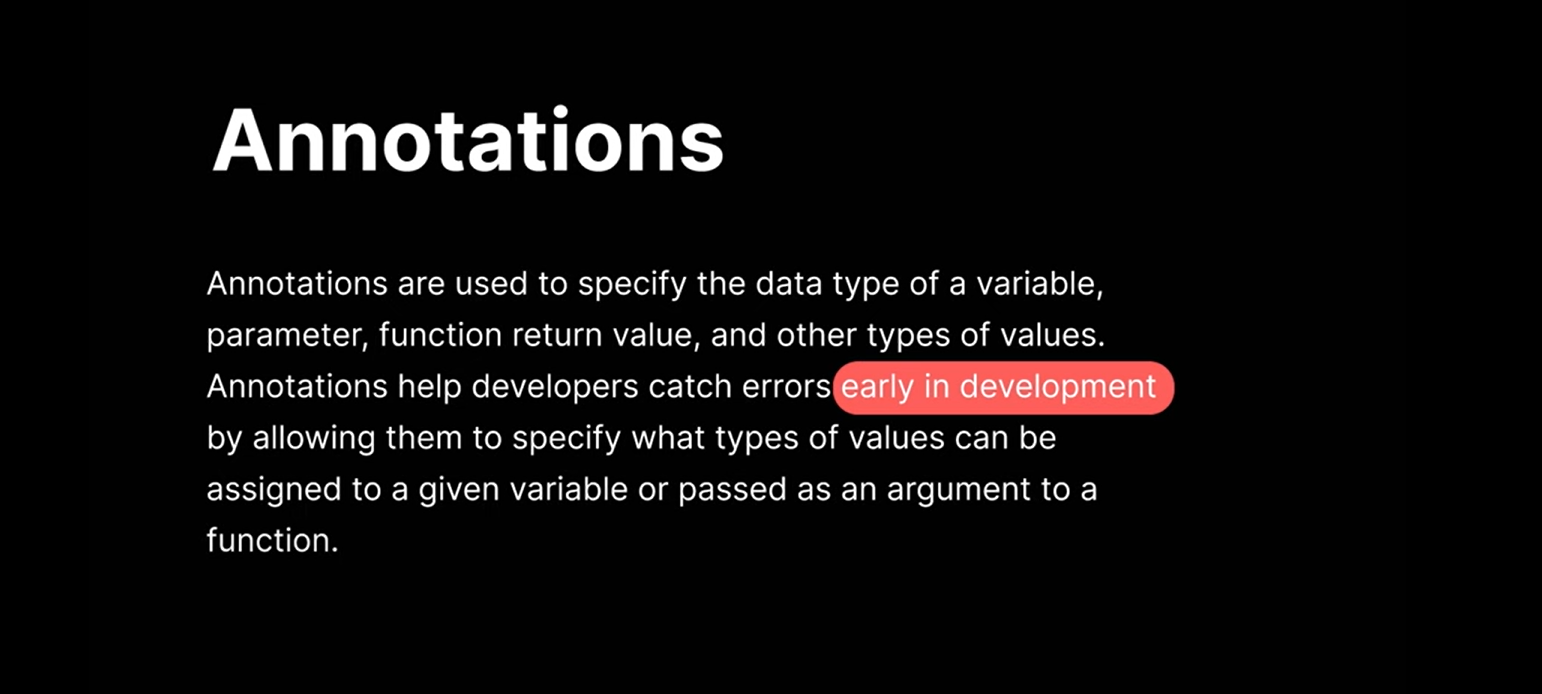 Annotations
Annotations are used to specify the data type of a variable,
parameter, function return value, and other types of values.
Annotations help developers catch errors early in development
by allowing them to specify what types of values can be
assigned to a given variable or passed as an argument to a
function.